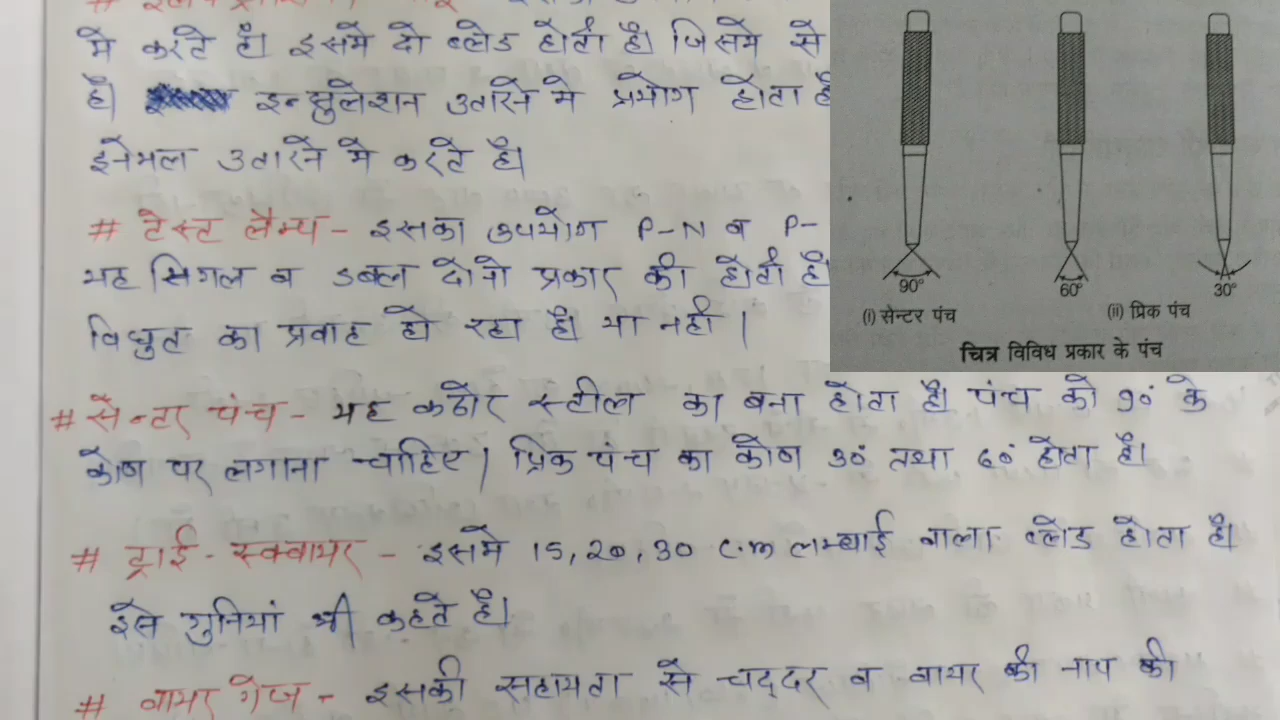 मे करते है। इसमे दो ब्लेड होती है। जिसमे से
है। इन्सुलेशन उतारने मे प्रयोग होता है
इनेमल उतारने मे करते है।
# टेस्ट लैम्प - इसका उपयोग P-N व P-
यह सिंगल व डबल दोनो प्रकार की होती है
विधुत का प्रवाह हो रहा है। या नही।
# सेन्टर पंच - यह कठोर स्टील का बना होता है। पंच को 90° के
कोण पर लगाना चाहिए। प्रिक पंच का कोण 30° तथा 60° होता है।
# ट्राई - स्क्वायर - इसमे 15, 20, 30 c.m लम्बाई वाला ब्लेड होता है।
इसे गुनियां भी कहते है।
# वायर गेज - इसकी सहायता से चद्दर व वायर की नाप की
90°
60°
30°
(i) सेन्टर पंच
(ii) प्रिक पंच
चित्र विविध प्रकार के पंच